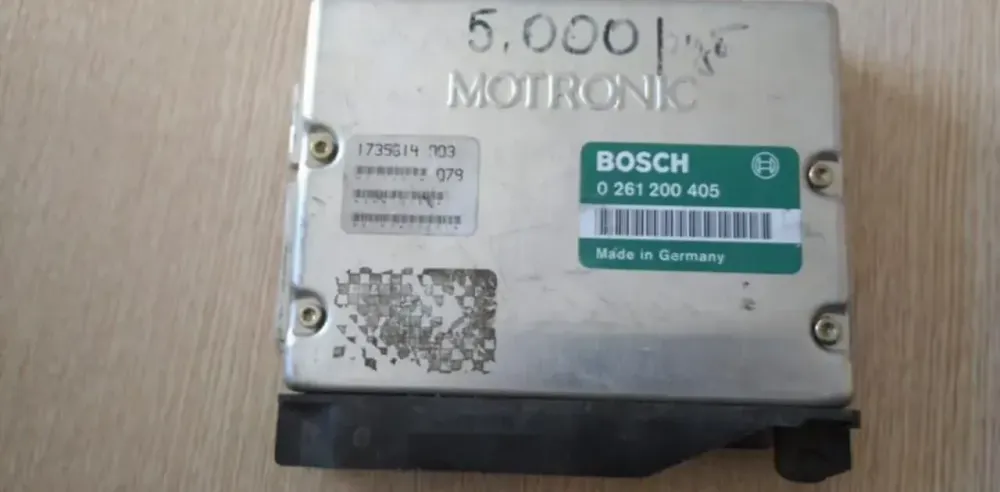 5.000
MOTRONIC
1735614 003
079
BOSCH
0 261 200 405
Made in Germany